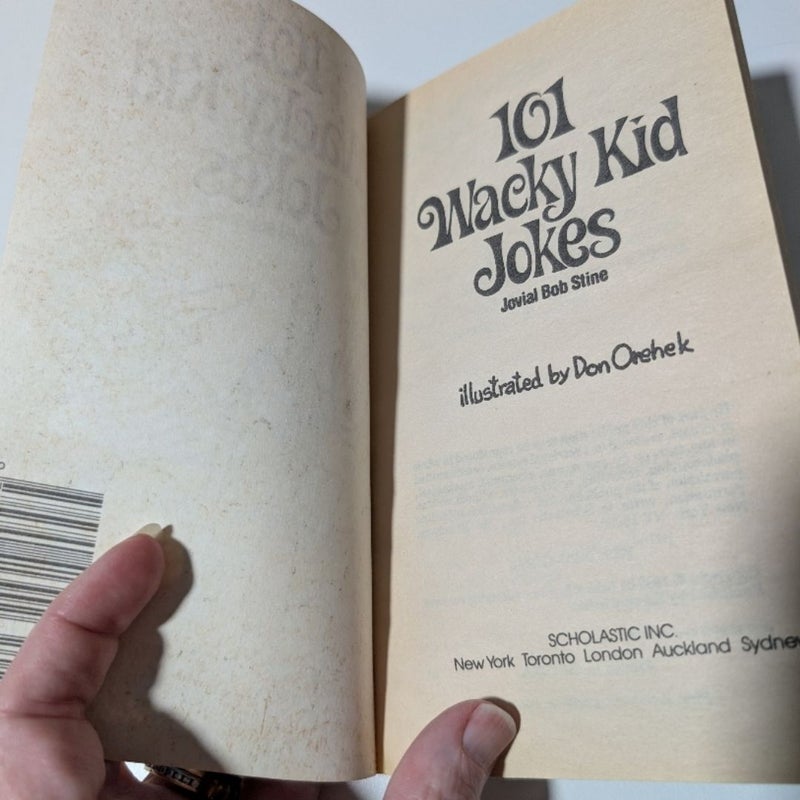 101
Wacky Kid
Jokes
Jovial Bob Stine
illustrated by Don Orehek
SCHOLASTIC INC.
New York Toronto London Auckland Sydney